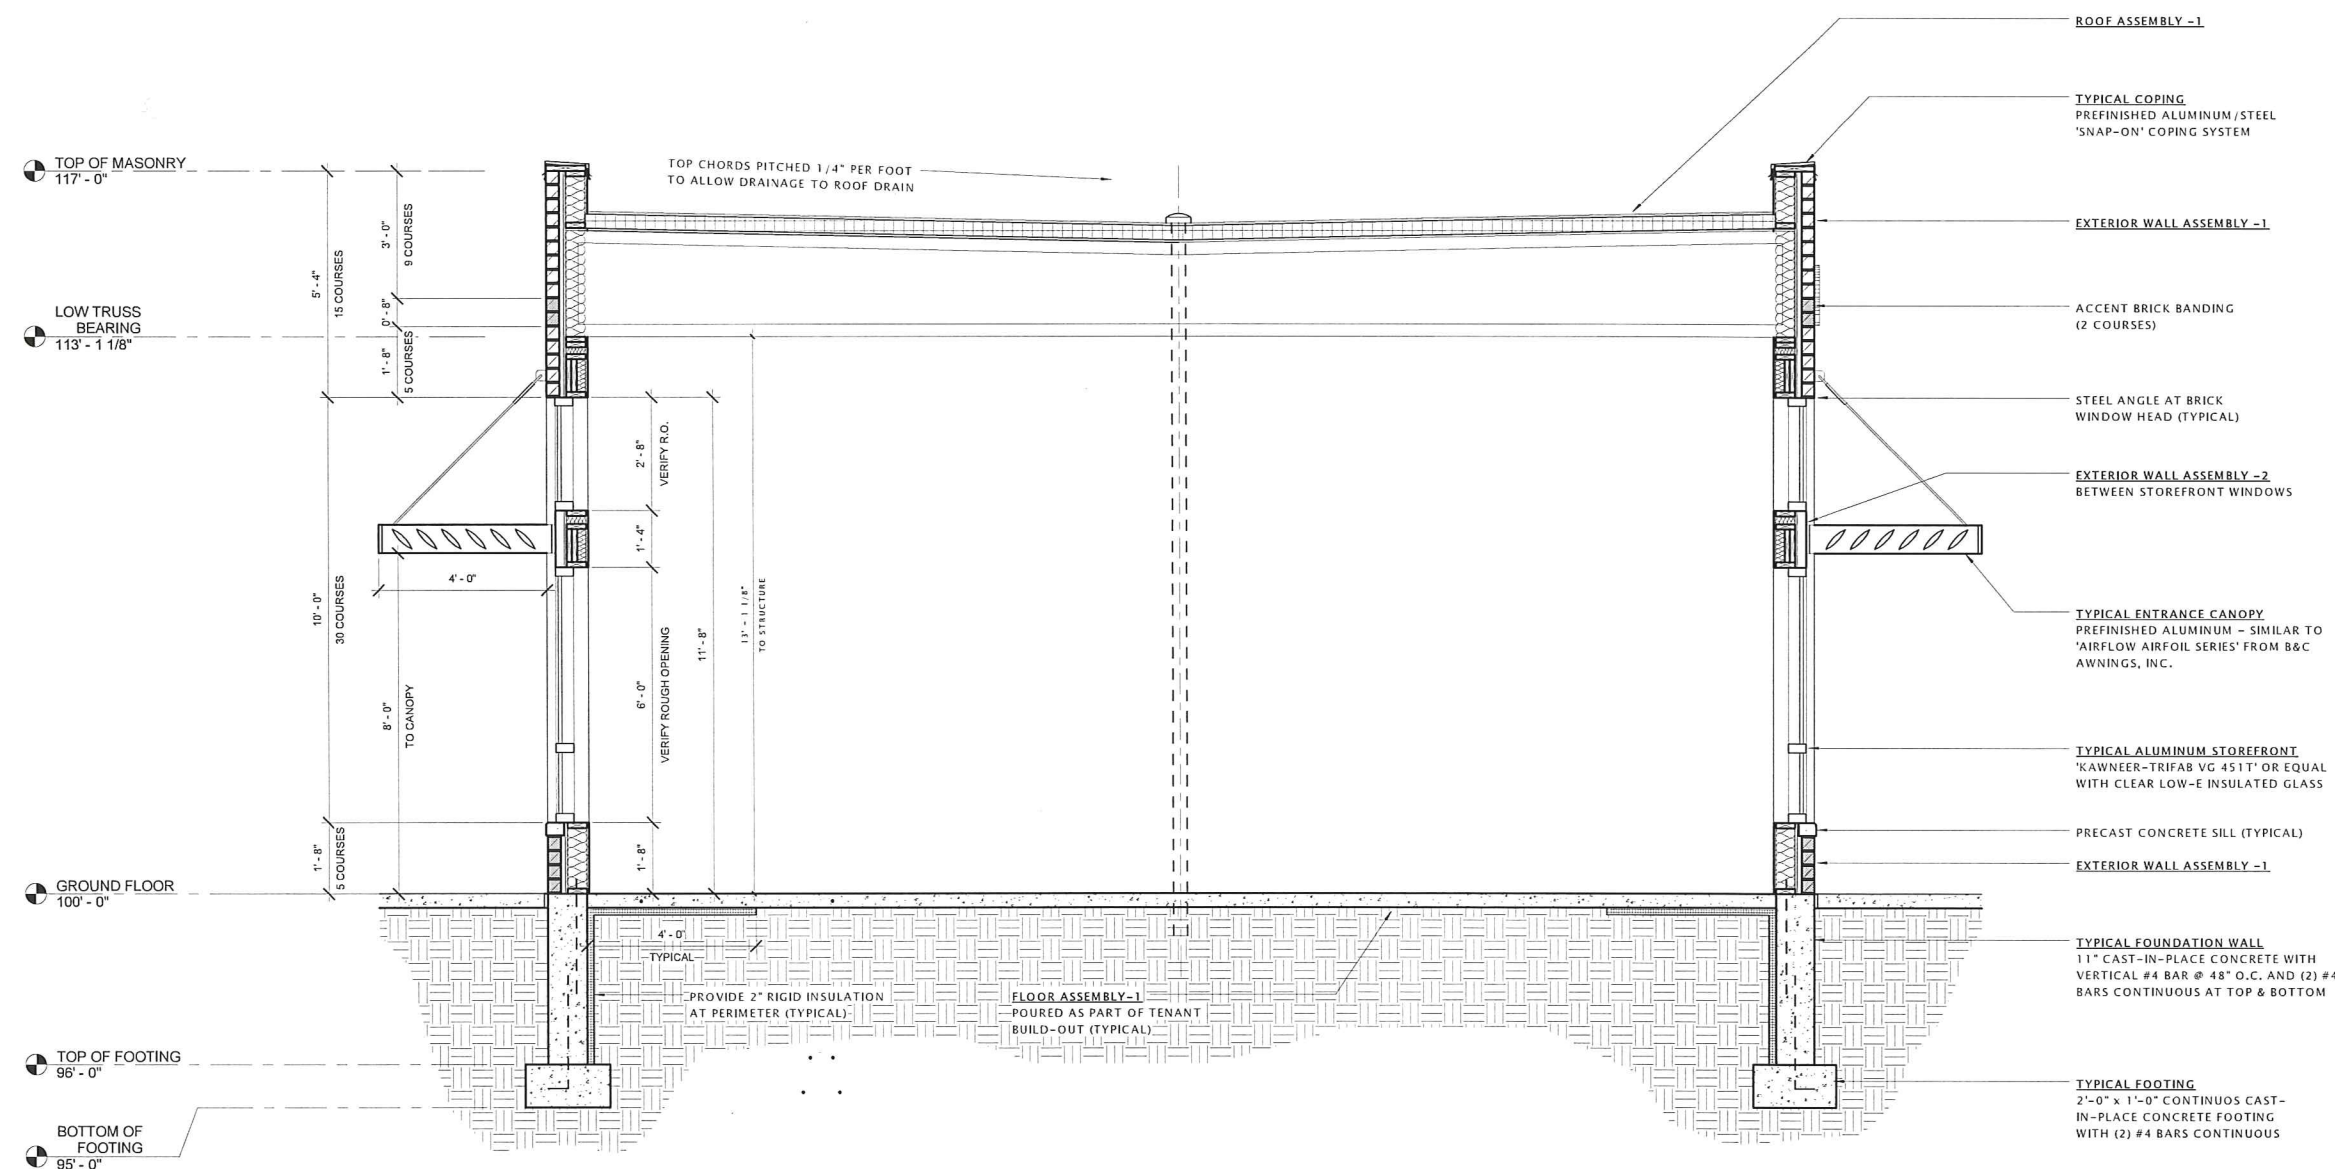 ROOF ASSEMBLY -1
TYPICAL COPING
PREFINISHED ALUMINUM/STEEL
'SNAP-ON' COPING SYSTEM
TOP OF MASONRY
117' - 0"
TOP CHORDS PITCHED 1/4" PER FOOT
TO ALLOW DRAINAGE TO ROOF DRAIN
EXTERIOR WALL ASSEMBLY -1
3' - 0"
9 COURSES
5' - 4"
15 COURSES
0' - 8"
1' - 8"
5 COURSES
LOW TRUSS
BEARING
113' - 1 1/8"
ACCENT BRICK BANDING
(2 COURSES)
STEEL ANGLE AT BRICK
WINDOW HEAD (TYPICAL)
2' - 8"
VERIFY R.O.
EXTERIOR WALL ASSEMBLY -2
BETWEEN STOREFRONT WINDOWS
1' - 4"
4' - 0"
10' - 0"
30 COURSES
8' - 0"
TO CANOPY
6' - 0"
VERIFY ROUGH OPENING
11' - 8"
13' - 1 1/8"
TO STRUCTURE
TYPICAL ENTRANCE CANOPY
PREFINISHED ALUMINUM - SIMILAR TO
'AIRFLOW AIRFOIL SERIES' FROM B&C
AWNINGS, INC.
TYPICAL ALUMINUM STOREFRONT
'KAWNEER-TRIFAB VG 451T' OR EQUAL
WITH CLEAR LOW-E INSULATED GLASS
PRECAST CONCRETE SILL (TYPICAL)
1' - 8"
5 COURSES
1' - 8"
EXTERIOR WALL ASSEMBLY -1
GROUND FLOOR
100' - 0"
4' - 0"
TYPICAL
TYPICAL FOUNDATION WALL
11" CAST-IN-PLACE CONCRETE WITH
VERTICAL #4 BAR @ 48" O.C. AND (2) #4
BARS CONTINUOUS AT TOP & BOTTOM
PROVIDE 2" RIGID INSULATION
AT PERIMETER (TYPICAL)
FLOOR ASSEMBLY-1
POURED AS PART OF TENANT
BUILD-OUT (TYPICAL)
TOP OF FOOTING
96' - 0"
TYPICAL FOOTING
2'-0" x 1'-0" CONTINUOS CAST-
IN-PLACE CONCRETE FOOTING
WITH (2) #4 BARS CONTINUOUS
BOTTOM OF
FOOTING
95' - 0"